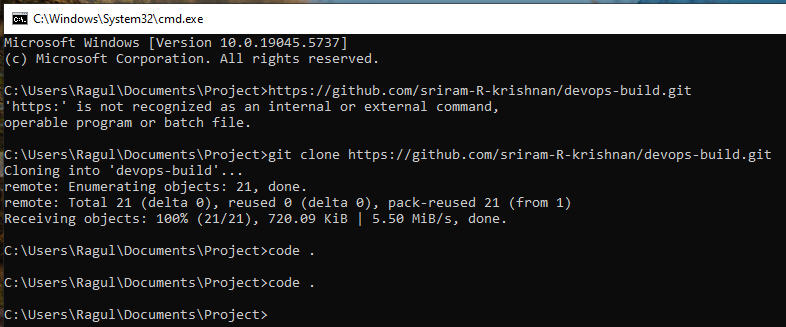 C:\Windows\System32\cmd.exe
Microsoft Windows [Version 10.0.19045.5737]
(c) Microsoft Corporation. All rights reserved.
C:\Users\Ragul\Documents\Project>https://github.com/sriram-R-krishnan/devops-build.git
'https:' is not recognized as an internal or external command,
operable program or batch file.
C:\Users\Ragul\Documents\Project>git clone https://github.com/sriram-R-krishnan/devops-build.git
Cloning into 'devops-build'...
remote: Enumerating objects: 21, done.
remote: Total 21 (delta 0), reused 0 (delta 0), pack-reused 21 (from 1)
Receiving objects: 100% (21/21), 720.09 KiB | 5.50 MiB/s, done.
C:\Users\Ragul\Documents\Project>code .
C:\Users\Ragul\Documents\Project>code .
C:\Users\Ragul\Documents\Project>